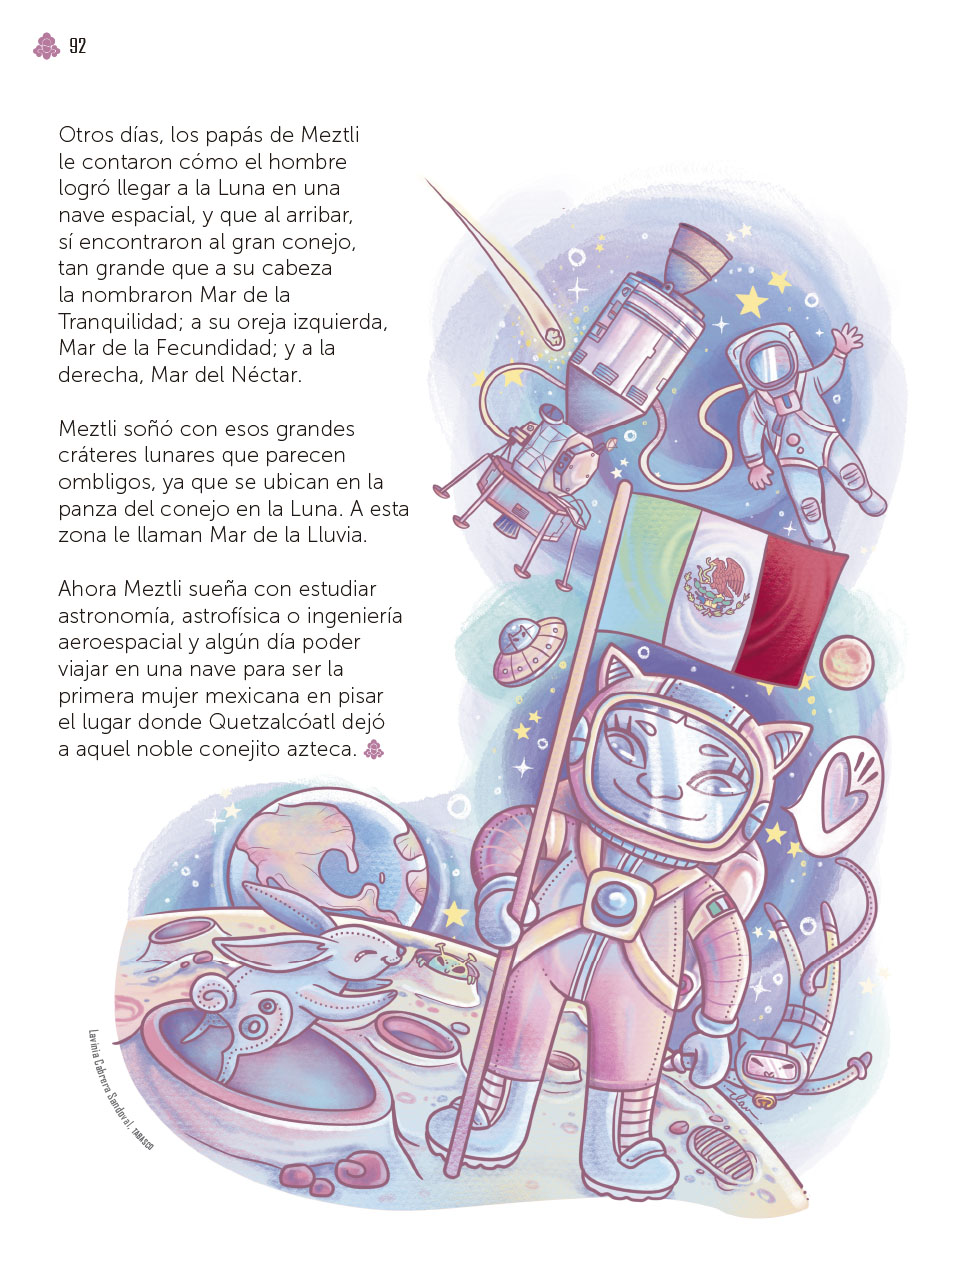 92
Otros días, los papás de Meztli
le contaron cómo el hombre
logró llegar a la Luna en una
nave espacial, y que al arribar,
sí encontraron al gran conejo,
tan grande que a su cabeza
la nombraron Mar de la
Tranquilidad; a su oreja izquierda,
Mar de la Fecundidad; y a la
derecha, Mar del Néctar.
Meztli soñó con esos grandes
cráteres lunares que parecen
ombligos, ya que se ubican en la
panza del conejo en la Luna. A esta
zona le llaman Mar de la Lluvia.
Ahora Meztli sueña con estudiar
astronomía, astrofísica o ingeniería
aeroespacial y algún día poder
viajar en una nave para ser la
primera mujer mexicana en pisar
el lugar donde Quetzalcóatl dejó
a aquel noble conejito azteca.
Lavinia Cabrera Sandoval, TABASCO